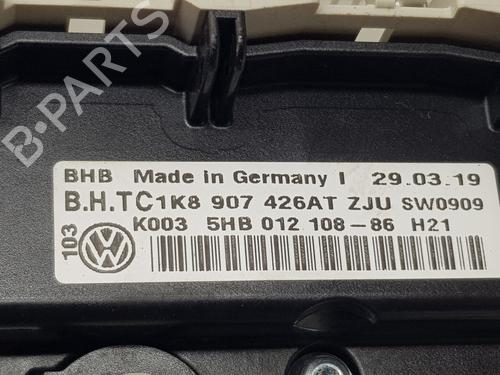 B-PARTS
BHB Made in Germany I 29.03.19
B.H.TC1K8 907 426AT ZJU SW0909
K003 5HB 012 108-86 H21
103